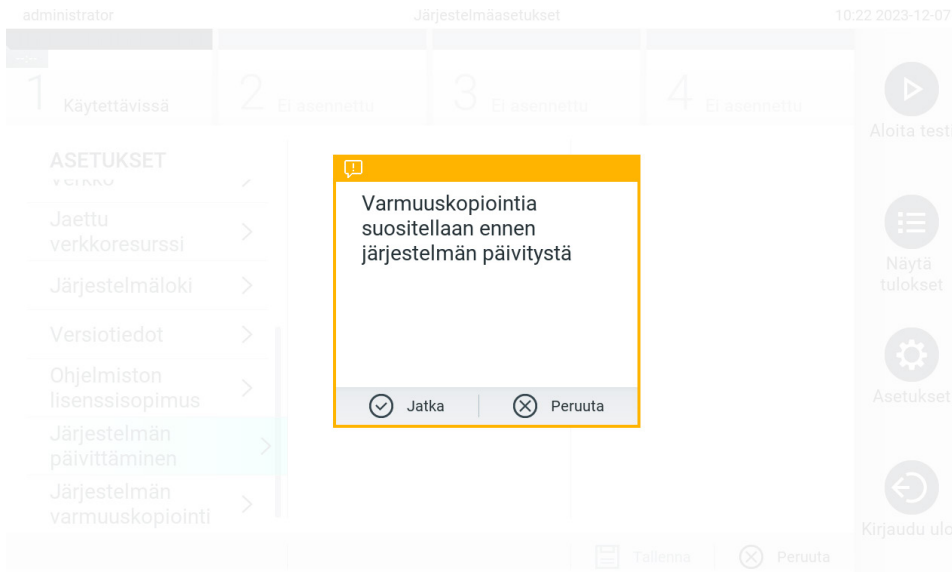 administrator
Järjestelmäasetukset
10:22 2023-12-07
1
Käytettävissä
2
Ei asennettu
3
Ei asennettu
4
Ei asennettu
Aloita testi
ASETUKSET
Verkko
Jaettu
verkkoresurssi
Järjestelmäloki
Versiotiedot
Ohjelmiston
lisenssisopimus
Järjestelmän
päivittäminen
Järjestelmän
varmuuskopiointi
Varmuuskopiointia
suositellaan ennen
järjestelmän päivitystä
Jatka
Peruuta
Näytä
tulokset
Asetukset
Kirjaudu ulo
Tallenna
Peruuta